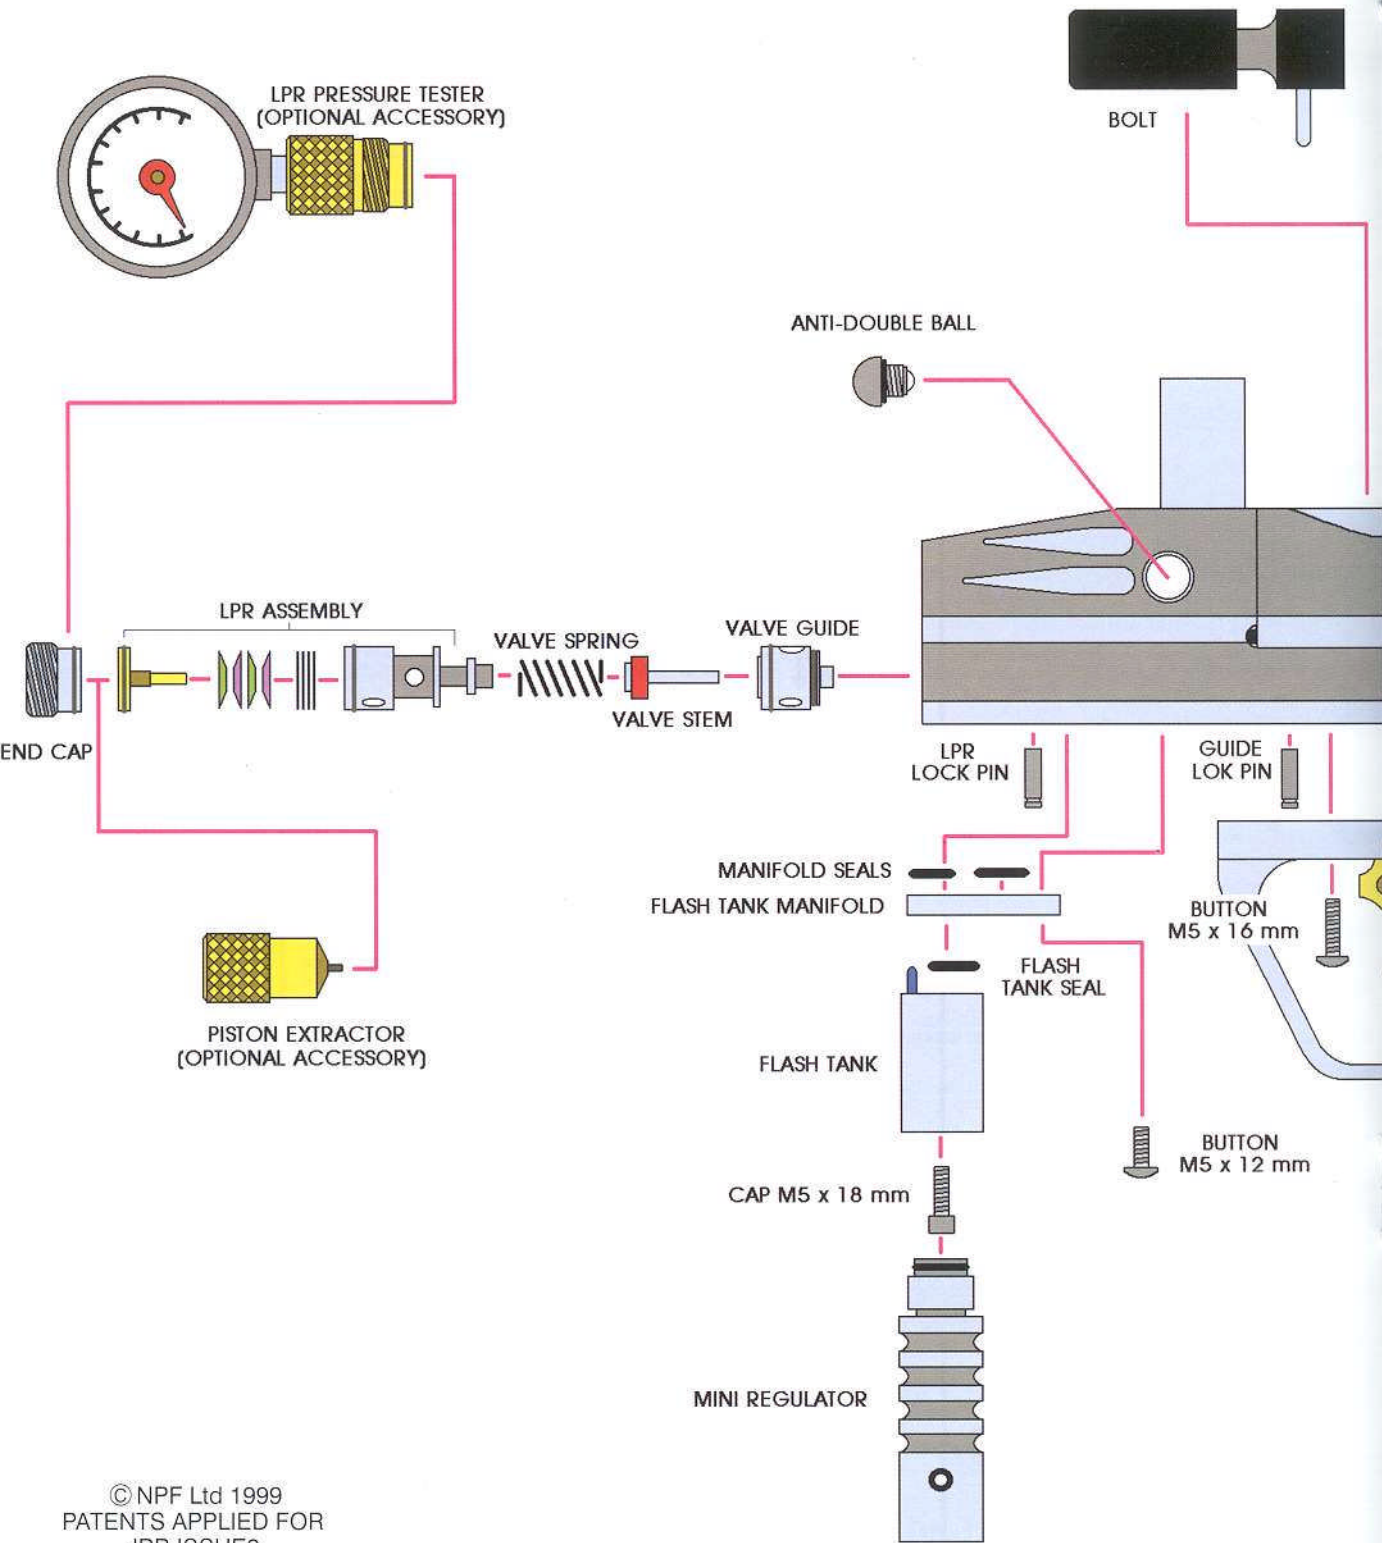 BOLT
LPR PRESSURE TESTER
(OPTIONAL ACCESSORY)
ANTI-DOUBLE BALL
LPR ASSEMBLY
VALVE SPRING
VALVE GUIDE
VALVE STEM
END CAP
LPR
LOCK PIN
GUIDE
LOK PIN
MANIFOLD SEALS
FLASH TANK MANIFOLD
BUTTON
M5 x 16 mm
FLASH
TANK SEAL
PISTON EXTRACTOR
(OPTIONAL ACCESSORY)
FLASH TANK
BUTTON
M5 x 12 mm
CAP M5 x 18 mm
MINI REGULATOR
© NPF Ltd 1999
PATENTS APPLIED FOR